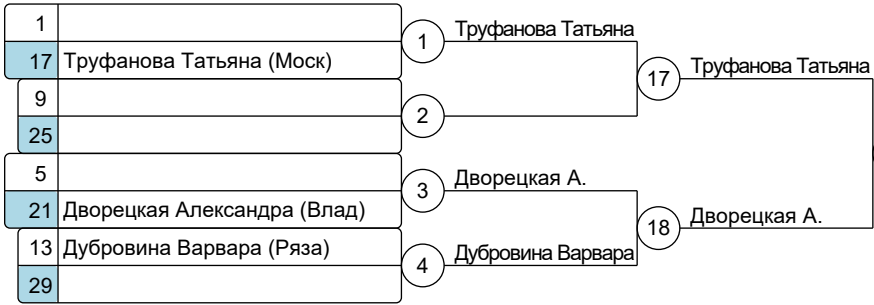 1
17 Труфанова Татьяна (Моск)
1
Труфанова Татьяна
9
25
2
17
Труфанова Татьяна
5
21 Дворецкая Александра (Влад)
3
Дворецкая А.
13 Дубровина Варвара (Ряза)
29
4
Дубровина Варвара
18
Дворецкая А.